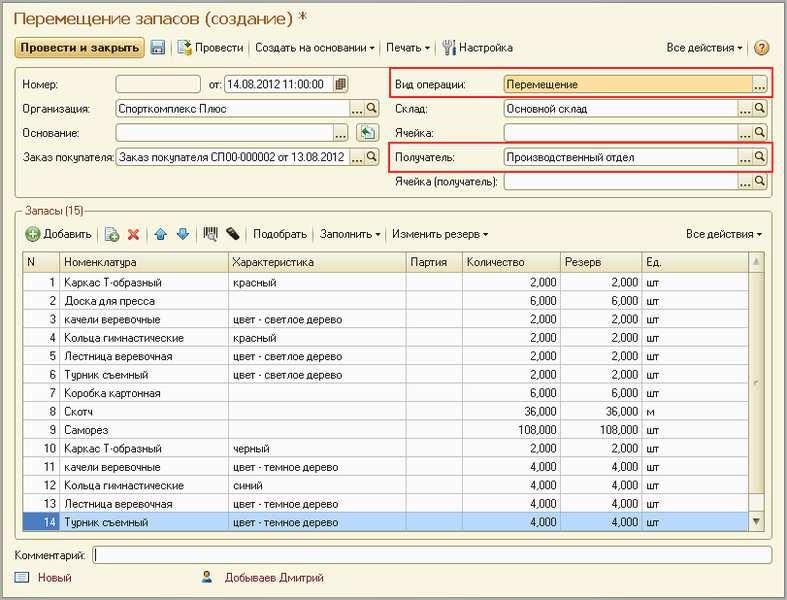 Перемещение запасов (создание) *
Провести и закрыть Провести Создать на основании Печать Настройка Все действия
Номер: от: 14.08.2012 11:00:00 Вид операции: Перемещение
Организация: Спорткомплекс Плюс Склад: Основной склад
Основание: Ячейка:
Заказ покупателя: Заказ покупателя СП00-000002 от 13.08.2012 Получатель: Производственный отдел
Ячейка (получатель):
Запасы (15)
Добавить Подобрать Заполнить Изменить резерв Все действия
N Номенклатура Характеристика Партия Количество Резерв Ед.
1 Каркас Т-образный красный 2,000 2,000 шт
2 Доска для пресса 6,000 6,000 шт
3 качели веревочные цвет - светлое дерево 2,000 2,000 шт
4 Кольца гимнастические красный 2,000 2,000 шт
5 Лестница веревочная цвет - светлое дерево 2,000 2,000 шт
6 Турник съемный цвет - светлое дерево 2,000 2,000 шт
7 Коробка картонная 6,000 6,000 шт
8 Скотч 36,000 36,000 м
9 Саморез 108,000 108,000 шт
10 Каркас Т-образный черный 2,000 2,000 шт
11 качели веревочные цвет - темное дерево 4,000 4,000 шт
12 Кольца гимнастические синий 4,000 4,000 шт
13 Лестница веревочная цвет - темное дерево 4,000 4,000 шт
14 Турник съемный цвет - темное дерево 4,000 4,000 шт
Комментарий:
Новый Добываев Дмитрий